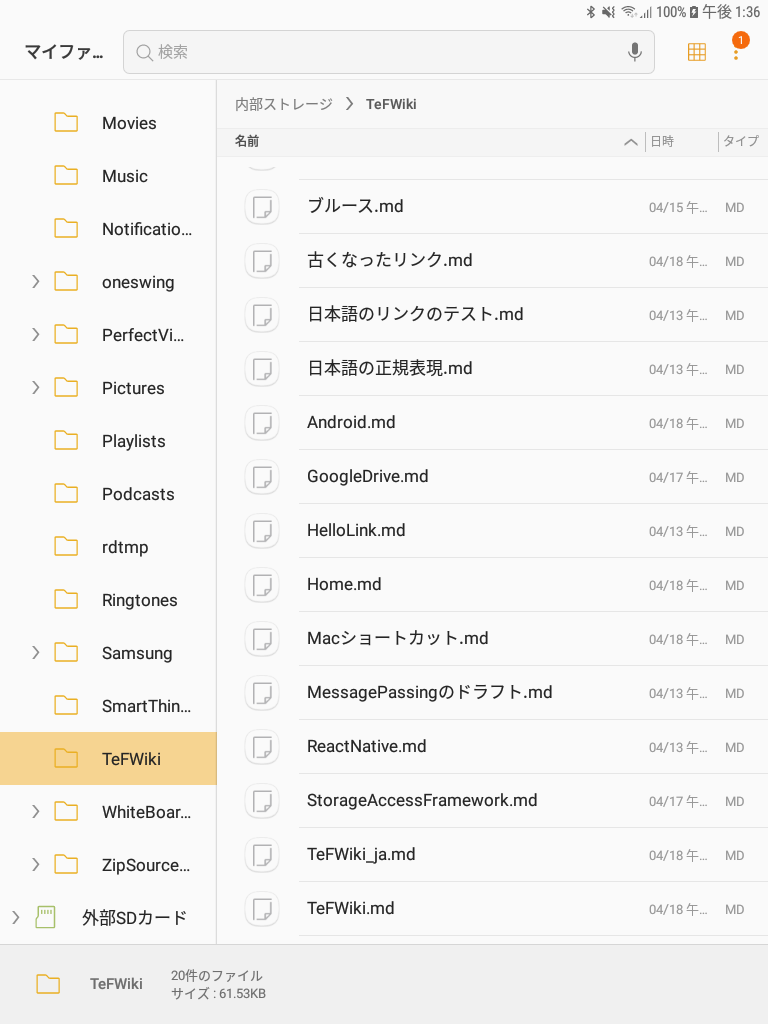 100% 午後 1:36
マイファ...
検索
1
Movies
Music
Notificatio...
oneswing
PerfectVi...
Pictures
Playlists
Podcasts
rdtmp
Ringtones
Samsung
SmartThin...
TeFWiki
WhiteBoar...
ZipSource...
外部SDカード
内部ストレージ > TeFWiki
名前 日時 タイプ
ブルース.md 04/15 午... MD
古くなったリンク.md 04/18 午... MD
日本語のリンクのテスト.md 04/13 午... MD
日本語の正規表現.md 04/13 午... MD
Android.md 04/18 午... MD
GoogleDrive.md 04/17 午... MD
HelloLink.md 04/13 午... MD
Home.md 04/18 午... MD
Macショートカット.md 04/18 午... MD
MessagePassingのドラフト.md 04/13 午... MD
ReactNative.md 04/13 午... MD
StorageAccessFramework.md 04/17 午... MD
TeFWiki_ja.md 04/18 午... MD
TeFWiki.md 04/18 午... MD
TeFWiki
20件のファイル
サイズ : 61.53KB